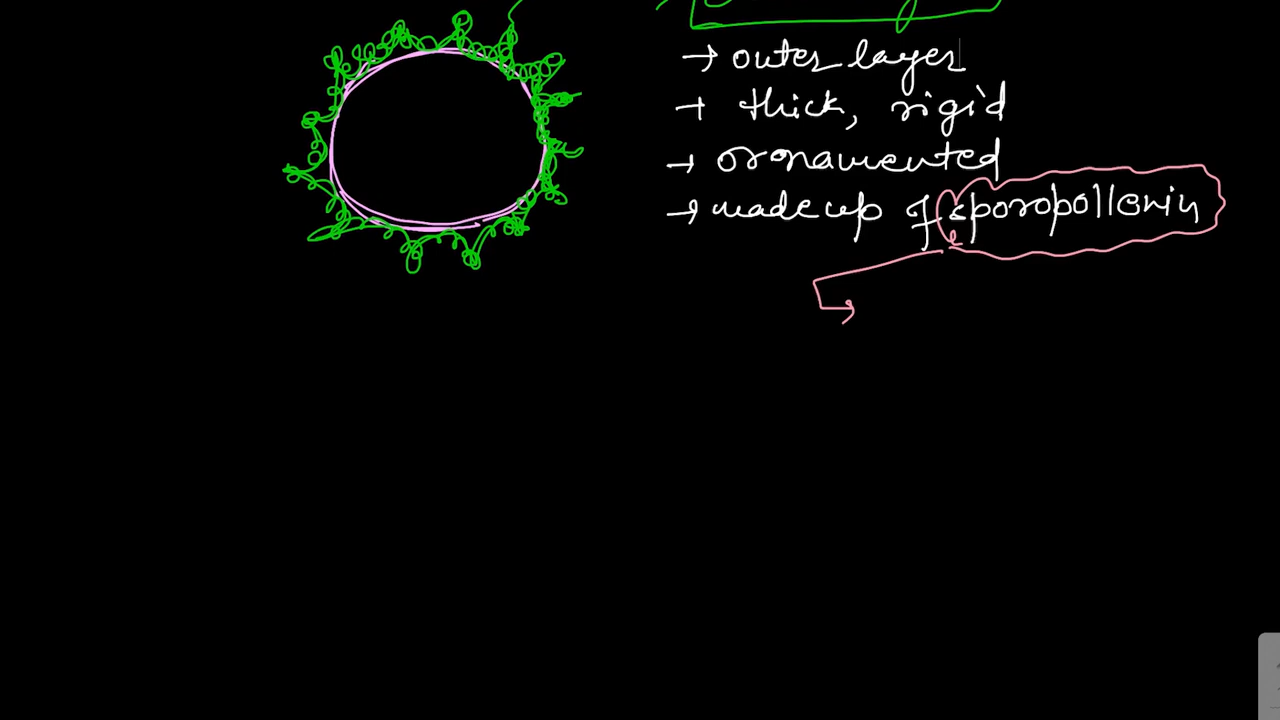 → outer layer
→ thick, rigid
→ ornamented
→ made up of sporopollenin